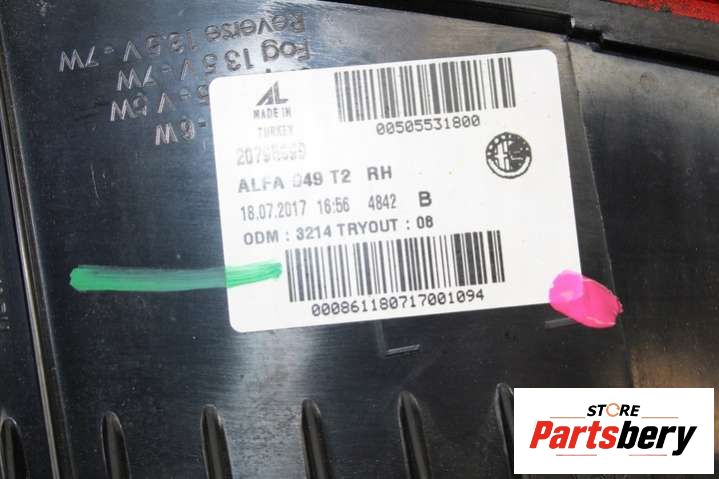 Reverse 13.5V - 7W
Fog 13.5V - 7W
AL
MADE IN
TURKEY
00505531800
ALFA 949 T2 RH
18.07.2017 16:56 4842 B
ODM : 3214 TRYOUT : 08
000861180717001094
STORE
Partsbery